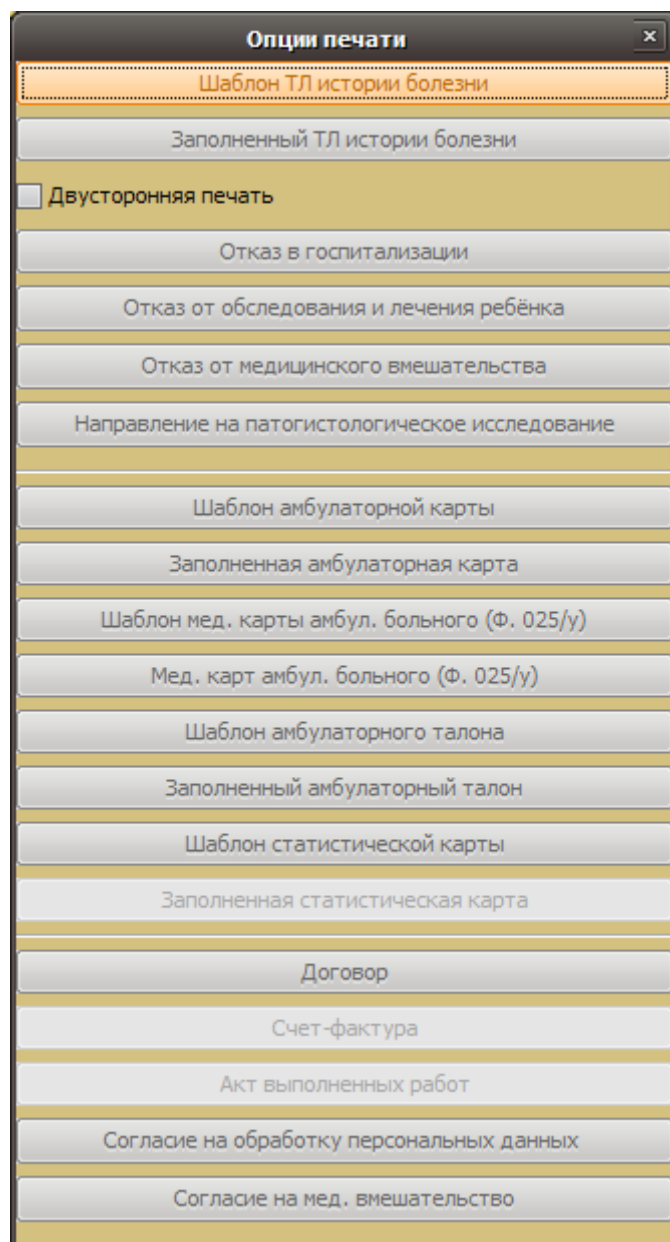 Опции печати
Шаблон ТЛ истории болезни
Заполненный ТЛ истории болезни
Двусторонняя печать
Отказ в госпитализации
Отказ от обследования и лечения ребёнка
Отказ от медицинского вмешательства
Направление на патогистологическое исследование
Шаблон амбулаторной карты
Заполненная амбулаторная карта
Шаблон мед. карты амбул. больного (Ф. 025/у)
Мед. карт амбул. больного (Ф. 025/у)
Шаблон амбулаторного талона
Заполненный амбулаторный талон
Шаблон статистической карты
Заполненная статистическая карта
Договор
Счет-фактура
Акт выполненных работ
Согласие на обработку персональных данных
Согласие на мед. вмешательство